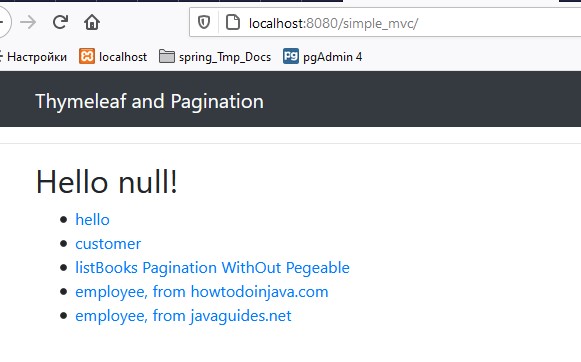 localhost:8080/simple_mvc/
Настройки localhost spring_Tmp_Docs pgAdmin 4
Thymeleaf and Pagination
Hello null!
hello
customer
listBooks Pagination WithOut Pegeable
employee, from howtodoinjava.com
employee, from javaguides.net